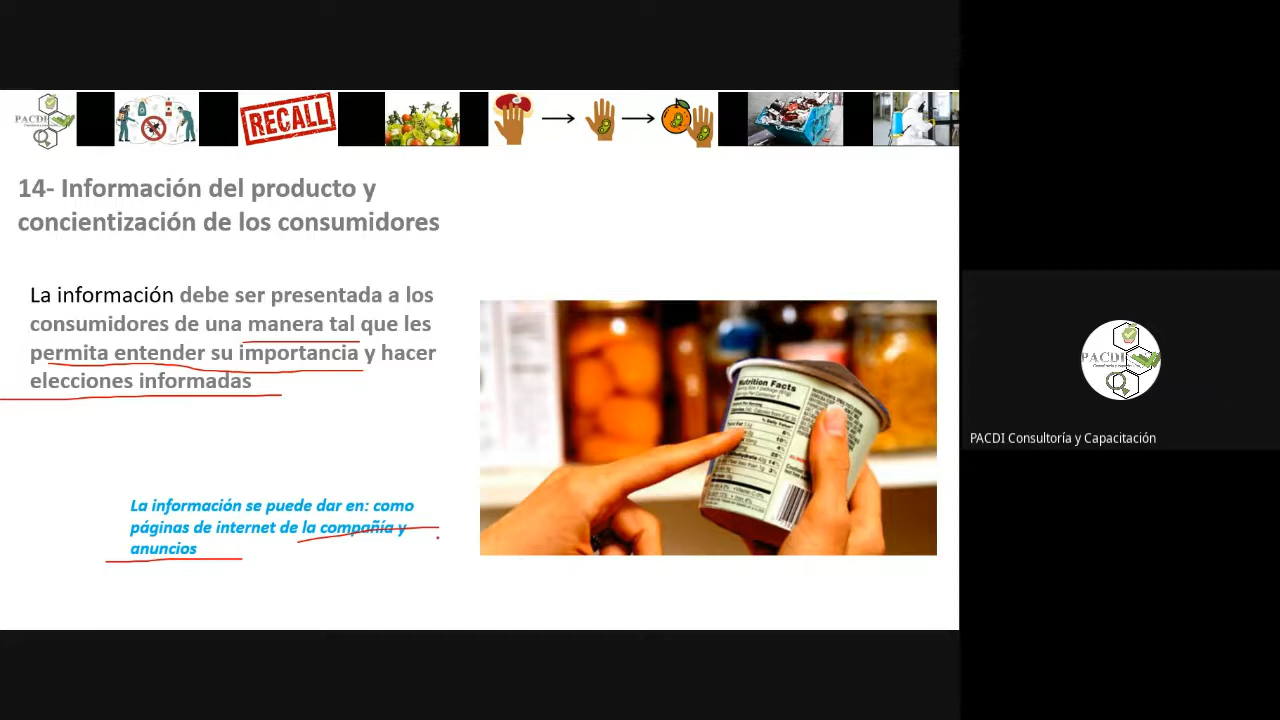 PACDI
RECALL
14- Información del producto y
concientización de los consumidores
La información debe ser presentada a los
consumidores de una manera tal que les
permita entender su importancia y hacer
elecciones informadas
La información se puede dar en: como
páginas de internet de la compañía y
anuncios
Nutrition Facts
PACDI
PACDI Consultoría y Capacitación